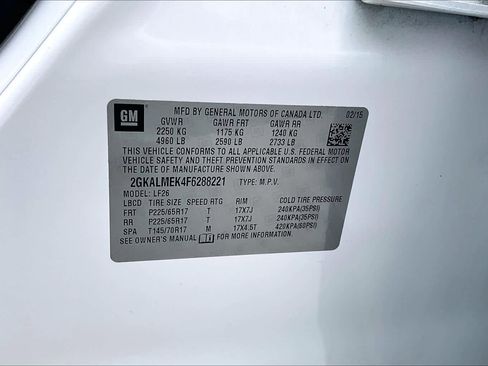 GM
MFD BY GENERAL MOTORS OF CANADA LTD. 02/15
GVWR GAWR FRT GAWR RR
2250 KG 1175 KG 1240 KG
4960 LB 2590 LB 2733 LB
THIS VEHICLE CONFORMS TO ALL APPLICABLE U.S. FEDERAL MOTOR
VEHICLE SAFETY AND THEFT PREVENTION STANDARDS IN EFFECT ON
THE DATE OF MANUFACTURE SHOWN ABOVE.
2GKALMEK4F6288221 TYPE: M.P.V.
MODEL: LF26
LBCD TIRE SIZE SPEED RTG RIM COLD TIRE PRESSURE
FRT P225/65R17 T 17X7J 240KPA(35PSI)
RR P225/65R17 T 17X7J 240KPA(35PSI)
SPA T145/70R17 M 17X4.5T 420KPA(60PSI)
SEE OWNER'S MANUAL FOR MORE INFORMATION.